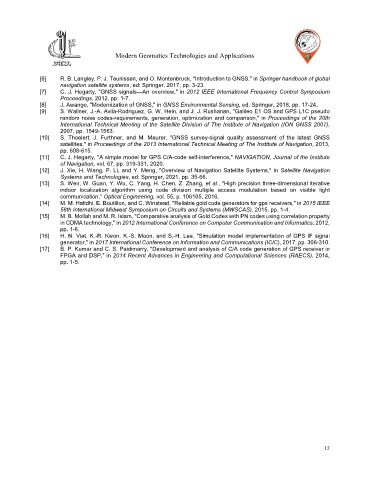 Modern Geomatics Technologies and Applications
[6] R. B. Langley, P. J. Teunissen, and O. Montenbruck, "Introduction to GNSS," in Springer handbook of global
navigation satellite systems, ed: Springer, 2017, pp. 3-23.
[7] C. J. Hegarty, "GNSS signals—An overview," in 2012 IEEE International Frequency Control Symposium
Proceedings, 2012, pp. 1-7.
[8] J. Awange, "Modernization of GNSS," in GNSS Environmental Sensing, ed: Springer, 2018, pp. 17-24.
[9] S. Wallner, J.-A. Avila-Rodriguez, G. W. Hein, and J. J. Rushanan, "Galileo E1 OS and GPS L1C pseudo
random noise codes-requirements, generation, optimization and comparison," in Proceedings of the 20th
International Technical Meeting of the Satellite Division of The Institute of Navigation (ION GNSS 2007),
2007, pp. 1549-1563.
[10] S. Thoelert, J. Furthner, and M. Meurer, "GNSS survey-signal quality assessment of the latest GNSS
satellites," in Proceedings of the 2013 International Technical Meeting of The Institute of Navigation, 2013,
pp. 608-615.
[11] C. J. Hegarty, "A simple model for GPS C/A-code self-interference," NAVIGATION, Journal of the Institute
of Navigation, vol. 67, pp. 319-331, 2020.
[12] J. Xie, H. Wang, P. Li, and Y. Meng, "Overview of Navigation Satellite Systems," in Satellite Navigation
Systems and Technologies, ed: Springer, 2021, pp. 35-66.
[13] S. Wen, W. Guan, Y. Wu, C. Yang, H. Chen, Z. Zhang, et al., "High precision three-dimensional iterative
indoor localization algorithm using code division multiple access modulation based on visible light
communication," Optical Engineering, vol. 55, p. 106105, 2016.
[14] M. M. Hafidhi, E. Boutillon, and C. Winstead, "Reliable gold code generators for gps receivers," in 2015 IEEE
58th International Midwest Symposium on Circuits and Systems (MWSCAS), 2015, pp. 1-4.
[15] M. B. Mollah and M. R. Islam, "Comparative analysis of Gold Codes with PN codes using correlation property
in CDMA technology," in 2012 International Conference on Computer Communication and Informatics, 2012,
pp. 1-6.
[16] H. N. Viet, K.-R. Kwon, K.-S. Moon, and S.-H. Lee, "Simulation model implementation of GPS IF signal
generator," in 2017 International Conference on Information and Communications (ICIC), 2017, pp. 306-310.
[17] B. P. Kumar and C. S. Paidimarry, "Development and analysis of C/A code generation of GPS receiver in
FPGA and DSP," in 2014 Recent Advances in Engineering and Computational Sciences (RAECS), 2014,
pp. 1-5.
12